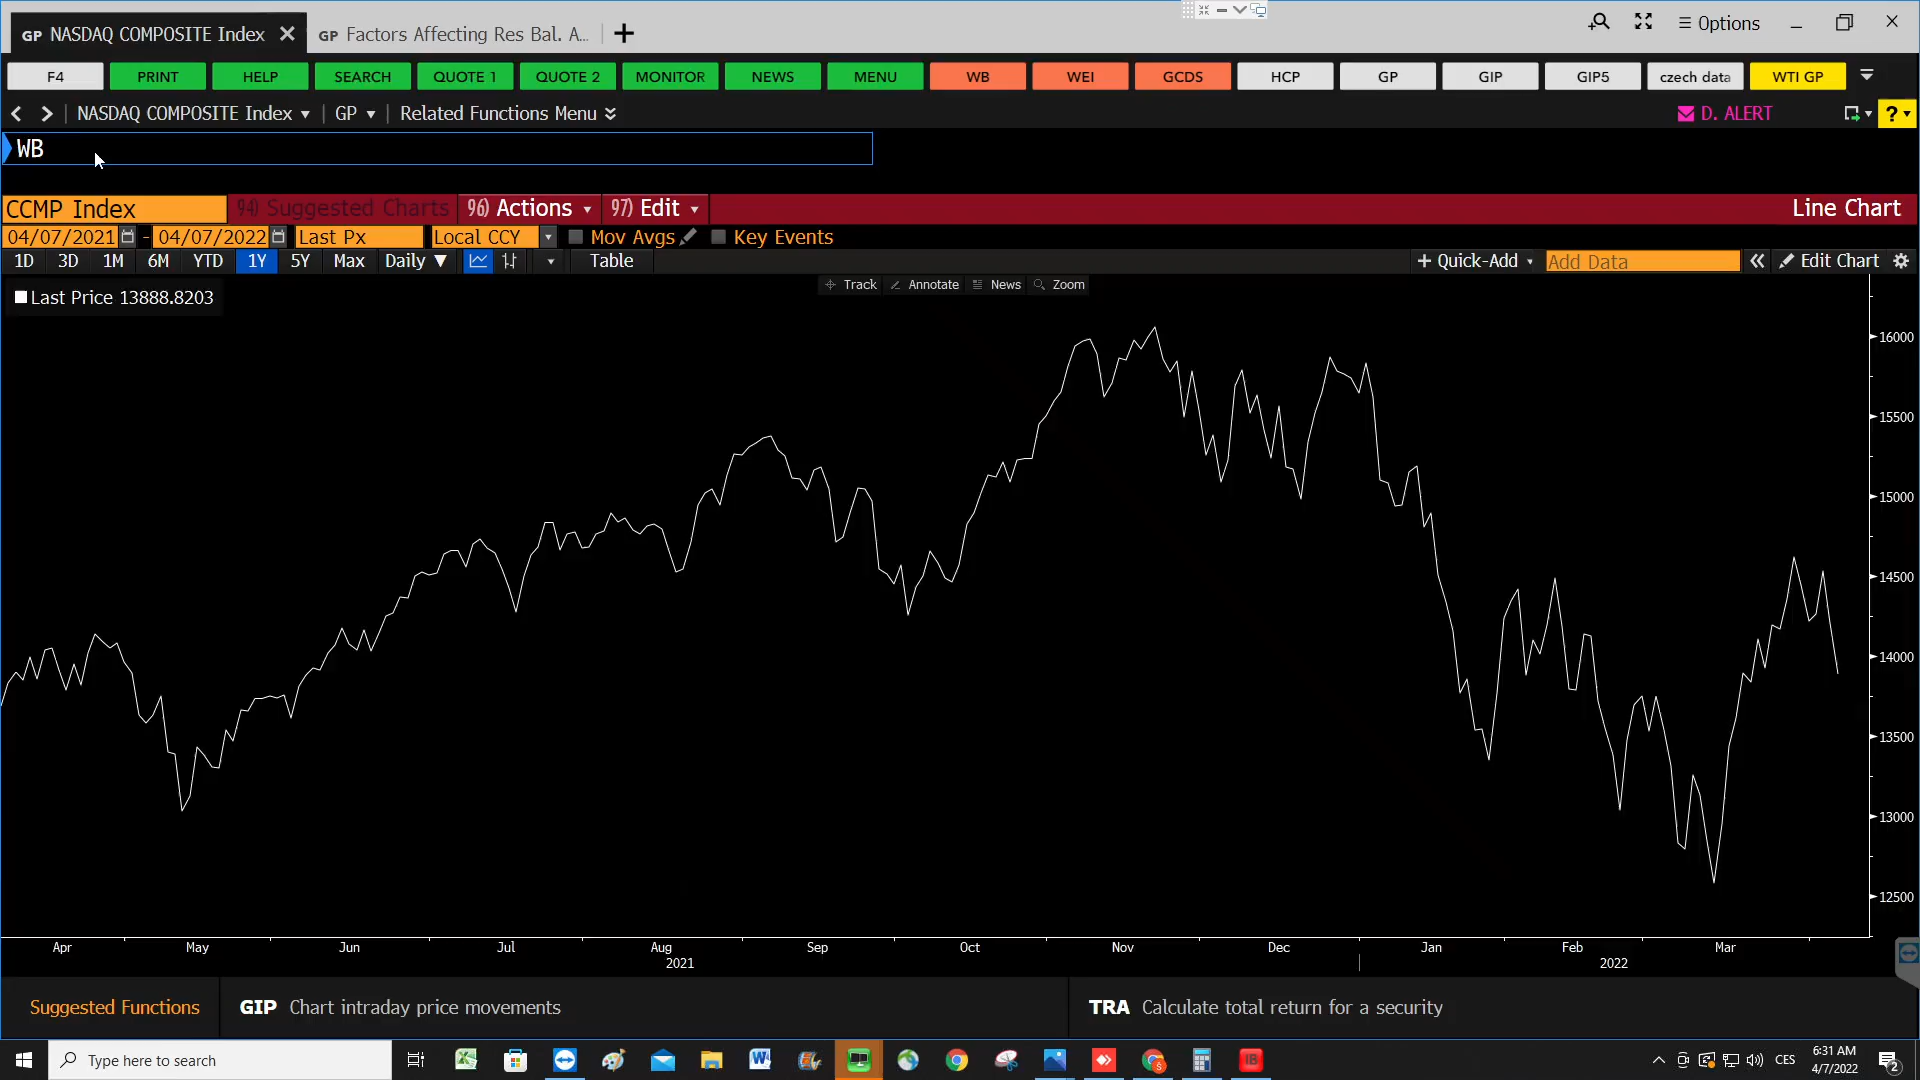 GP NASDAQ COMPOSITE Index GP Factors Affecting Res Bal. A... Options
F4 PRINT HELP SEARCH QUOTE 1 QUOTE 2 MONITOR NEWS MENU WB WEI GCDS HCP GP GIP GIP5 czech data WTI GP
NASDAQ COMPOSITE Index GP Related Functions Menu D. ALERT ?
WB
CCMP Index 94) Suggested Charts 96) Actions 97) Edit Line Chart
04/07/2021 - 04/07/2022 Last Px Local CCY Mov Avgs Key Events
1D 3D 1M 6M YTD 1Y 5Y Max Daily Table + Quick-Add Add Data Edit Chart
Track Annotate News Zoom
Last Price 13888.8203
16000
15500
15000
14500
14000
13500
13000
12500
Apr May Jun Jul Aug Sep Oct Nov Dec Jan Feb Mar
2021 2022
Suggested Functions GIP Chart intraday price movements TRA Calculate total return for a security
Type here to search CES 6:31 AM
4/7/2022 2